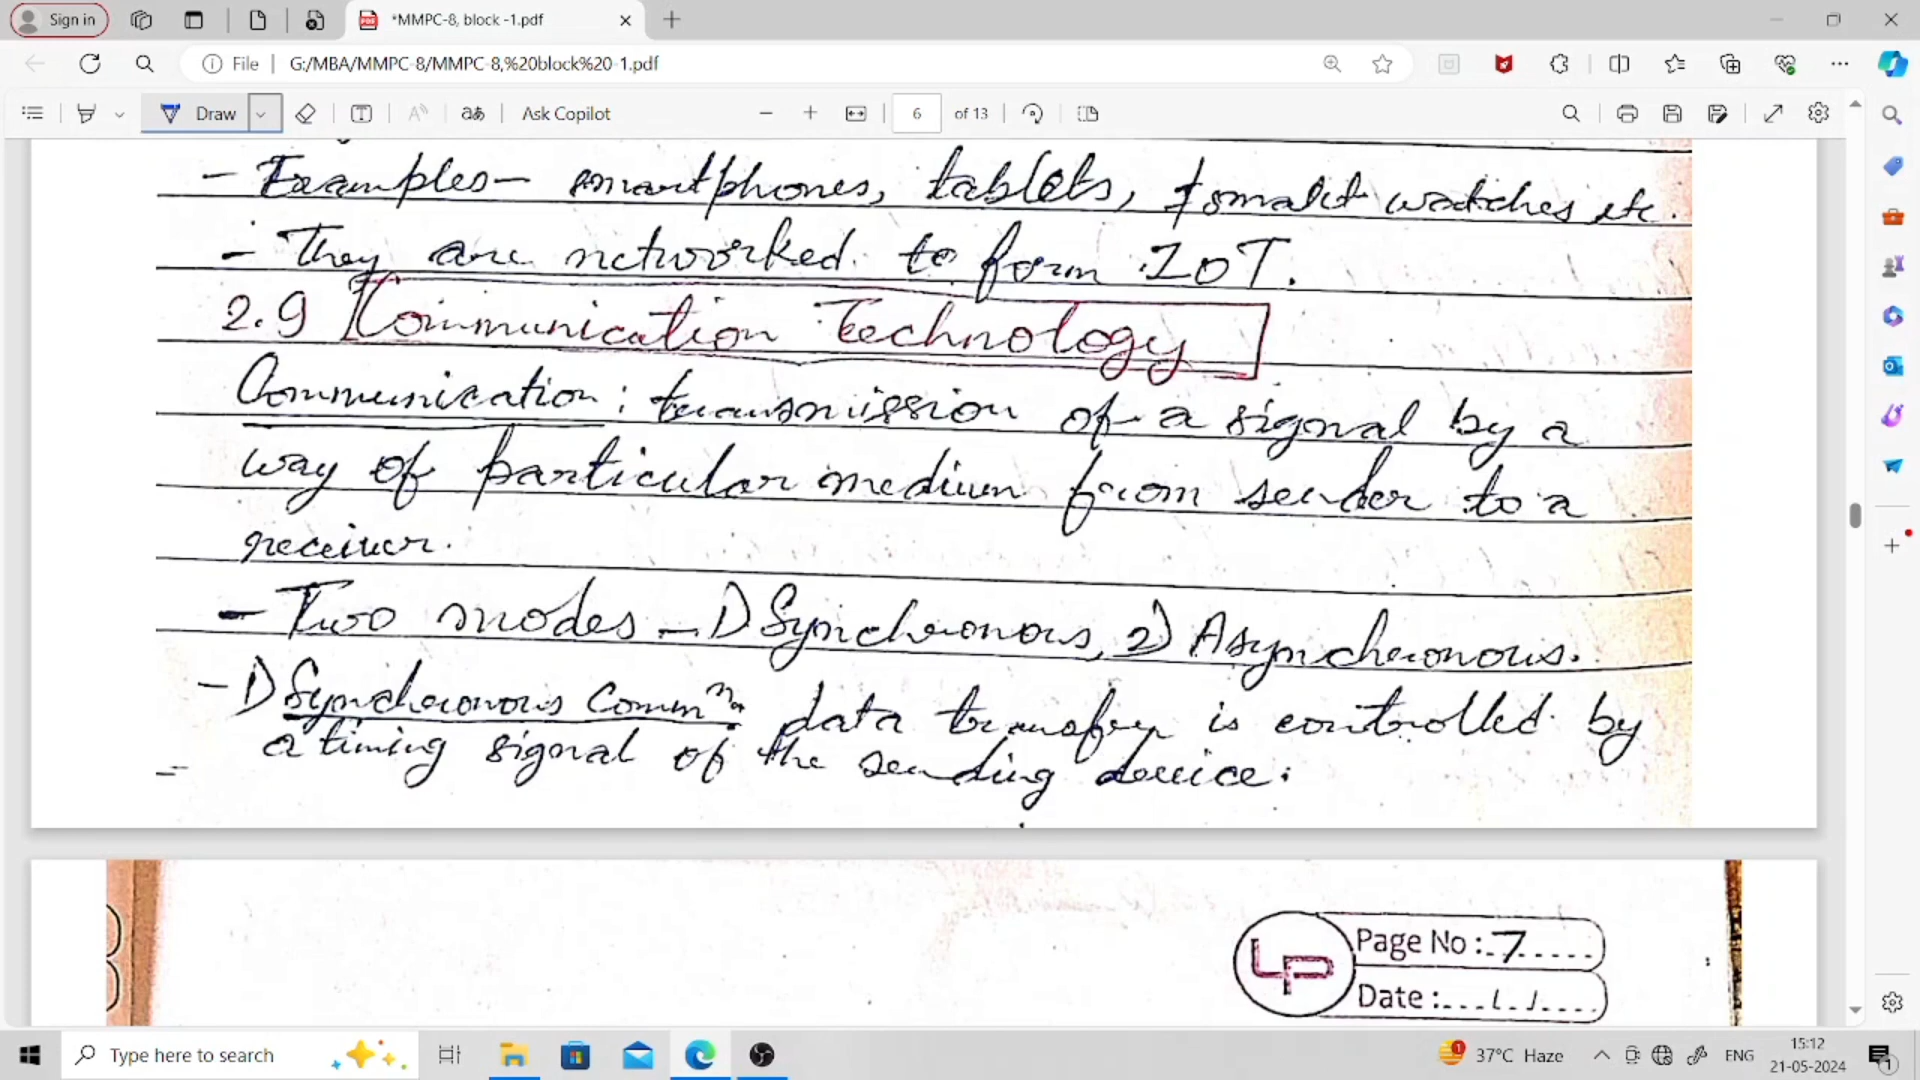 Sign in
*MMPC-8, block -1.pdf
File
G:/MBA/MMPC-8/MMPC-8,%20block%20-1.pdf
Draw
Ask Copilot
6 of 13
- Examples- smartphones, tablets, & smart watches etc.
- They are networked to form IOT.
2.9 Communication Technology
Communication: transmission of a signal by a
way of particular medium from sender to a
receiver.
- Two modes - 1) Synchronous, 2) Asynchronous.
- 1) Synchronous Commn. data transfer is controlled by
a timing signal of the sending device.
LP
Page No : 7
Date :
Type here to search
1
37°C Haze
ENG
15:12
21-05-2024
1